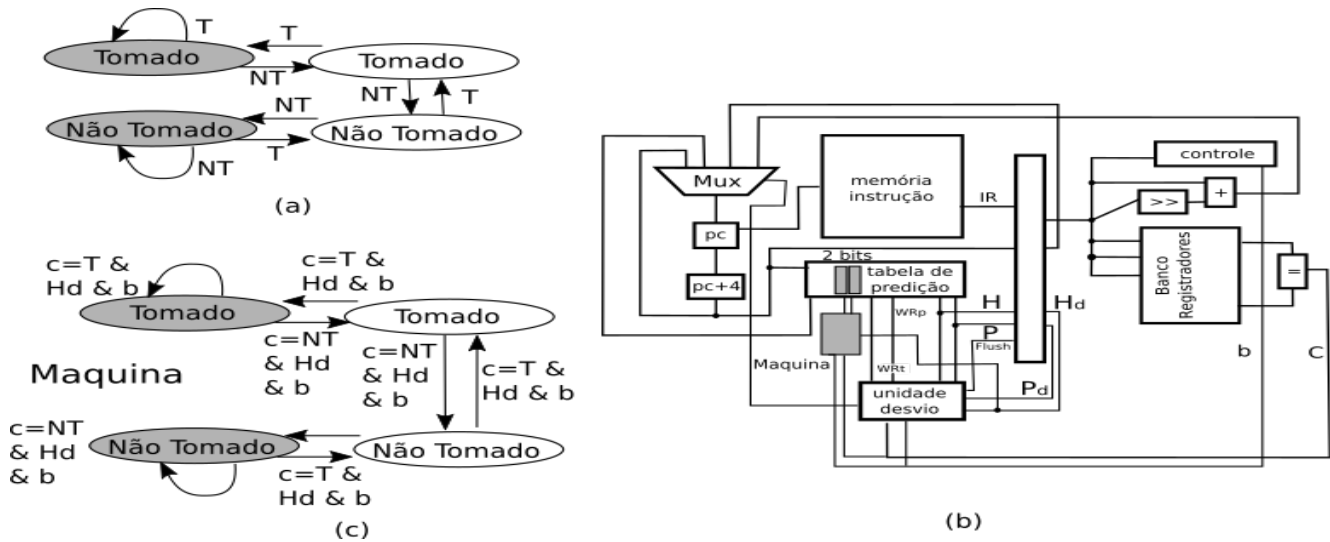 T
Tomado
T
NT
Tomado
NT
T
Não Tomado
NT
T
NT
Não Tomado
(a)
c=T &
Hd & b
c=T &
Hd & b
Tomado
Tomado
c=NT
& Hd
& b
c=NT
& Hd
& b
c=T &
Hd & b
Maquina
c=NT
& Hd
& b
Não Tomado
Não Tomado
c=T &
Hd & b
(c)
Mux
pc
pc+4
memória
instrução
IR
controle
>>
+
Banco
Registradores
=
2 bits
tabela de
predição
WRp
H
Hd
P
Flush
Maquina
WRt
Pd
unidade
desvio
b
C
(b)